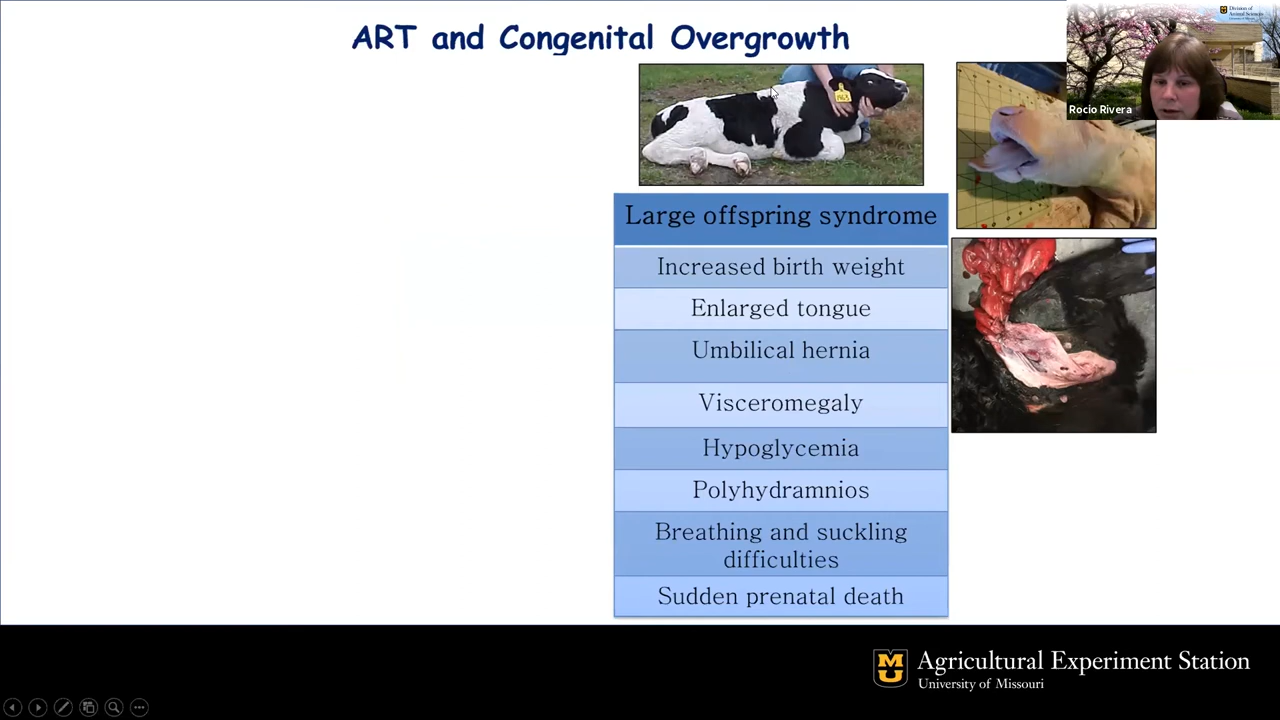 ART and Congenital Overgrowth
Rocio Rivera
Large offspring syndrome
Increased birth weight
Enlarged tongue
Umbilical hernia
Visceromegaly
Hypoglycemia
Polyhydramnios
Breathing and suckling
difficulties
Sudden prenatal death
MU
Agricultural Experiment Station
University of Missouri